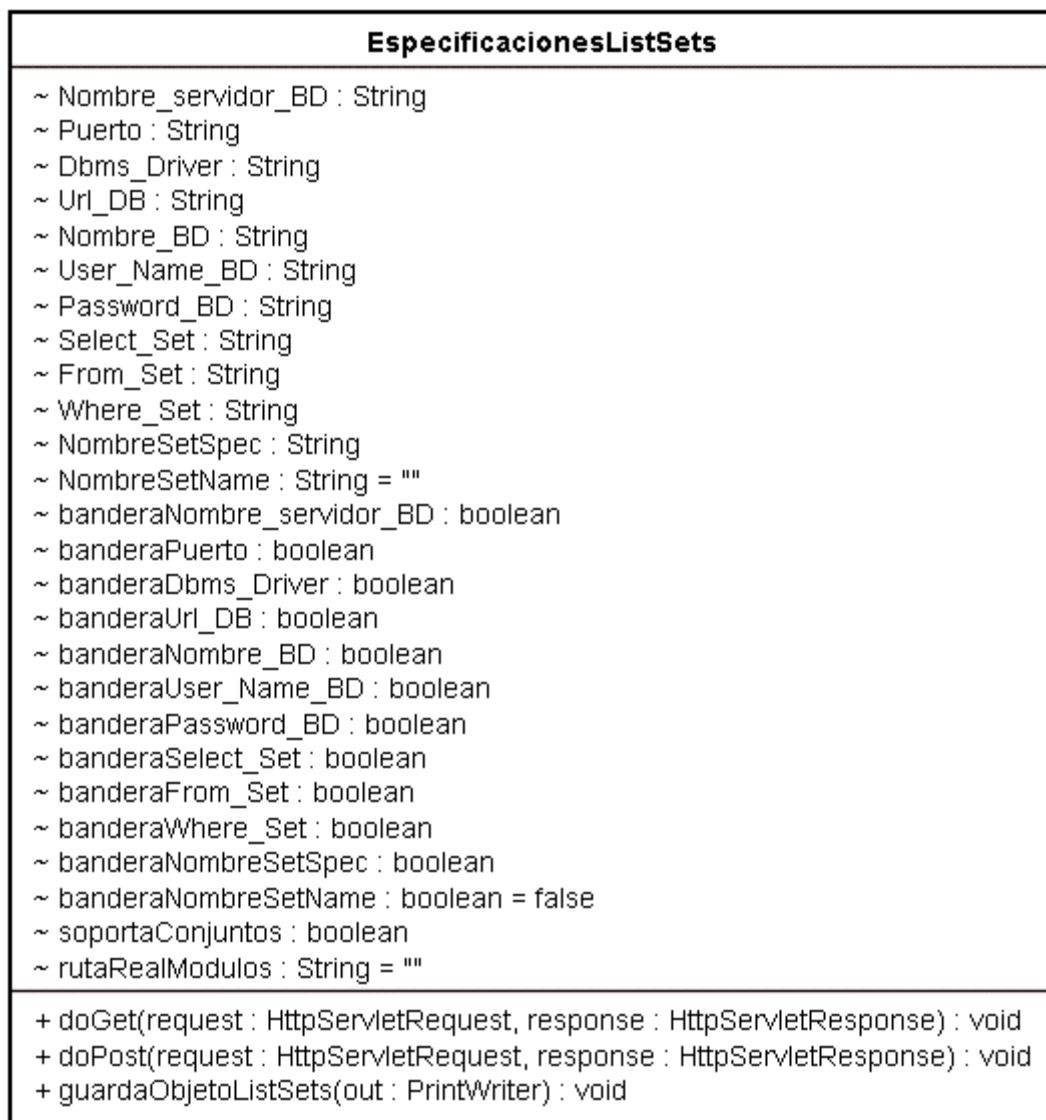 EspecificacionesListSets
~ Nombre_servidor_BD : String
~ Puerto : String
~ Dbms_Driver : String
~ Url_DB : String
~ Nombre_BD : String
~ User_Name_BD : String
~ Password_BD : String
~ Select_Set : String
~ From_Set : String
~ Where_Set : String
~ NombreSetSpec : String
~ NombreSetName : String = ""
~ banderaNombre_servidor_BD : boolean
~ banderaPuerto : boolean
~ banderaDbms_Driver : boolean
~ banderaUrl_DB : boolean
~ banderaNombre_BD : boolean
~ banderaUser_Name_BD : boolean
~ banderaPassword_BD : boolean
~ banderaSelect_Set : boolean
~ banderaFrom_Set : boolean
~ banderaWhere_Set : boolean
~ banderaNombreSetSpec : boolean
~ banderaNombreSetName : boolean = false
~ soportaConjuntos : boolean
~ rutaRealModulos : String = ""
+ doGet(request : HttpServletRequest, response : HttpServletResponse) : void
+ doPost(request : HttpServletRequest, response : HttpServletResponse) : void
+ guardaObjetoListSets(out : PrintWriter) : void